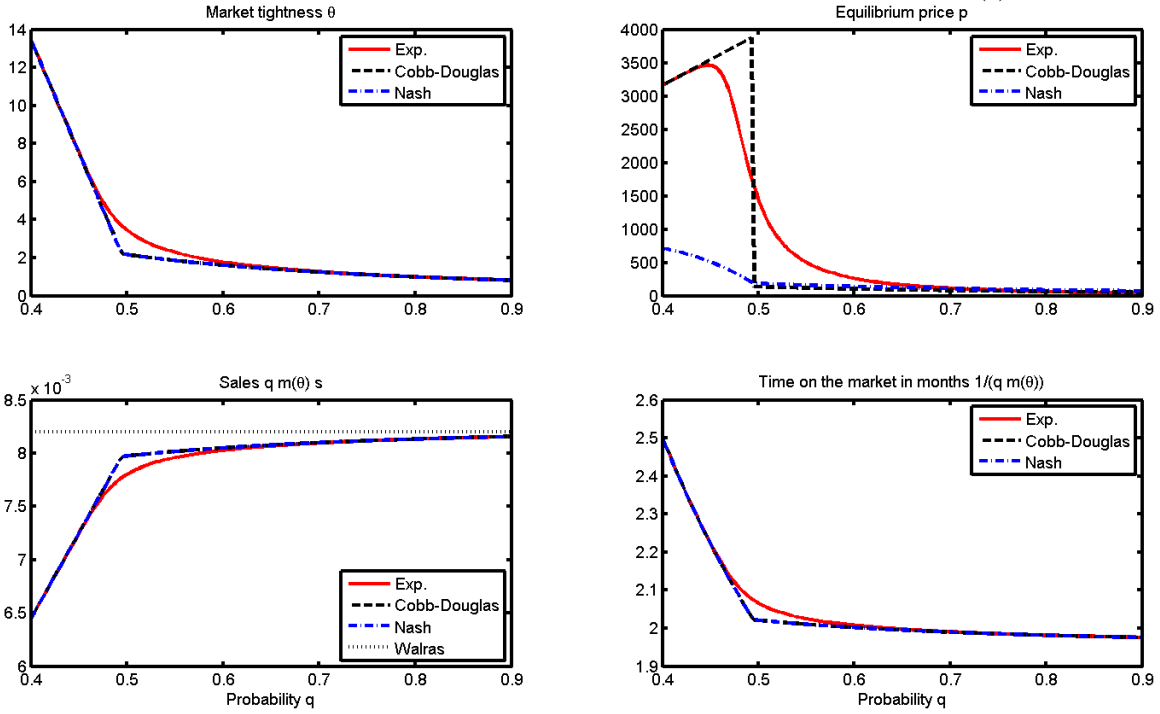 Market tightness θ
14
12
10
8
6
4
2
0
0.4 0.5 0.6 0.7 0.8 0.9
Exp.
Cobb-Douglas
Nash
Equilibrium price p
4000
3500
3000
2500
2000
1500
1000
500
0
0.4 0.5 0.6 0.7 0.8 0.9
Exp.
Cobb-Douglas
Nash
Sales q m(θ) s
x 10-3
8.5
8
7.5
7
6.5
6
0.4 0.5 0.6 0.7 0.8 0.9
Probability q
Exp.
Cobb-Douglas
Nash
Walras
Time on the market in months 1/(q m(θ))
2.6
2.5
2.4
2.3
2.2
2.1
2
1.9
0.4 0.5 0.6 0.7 0.8 0.9
Probability q
Exp.
Cobb-Douglas
Nash